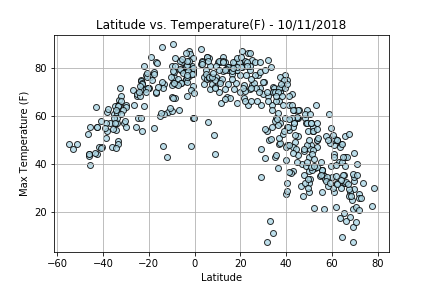 Latitude vs. Temperature(F) - 10/11/2018
Max Temperature (F)
80
60
40
20
−60 −40 −20 0 20 40 60 80
Latitude